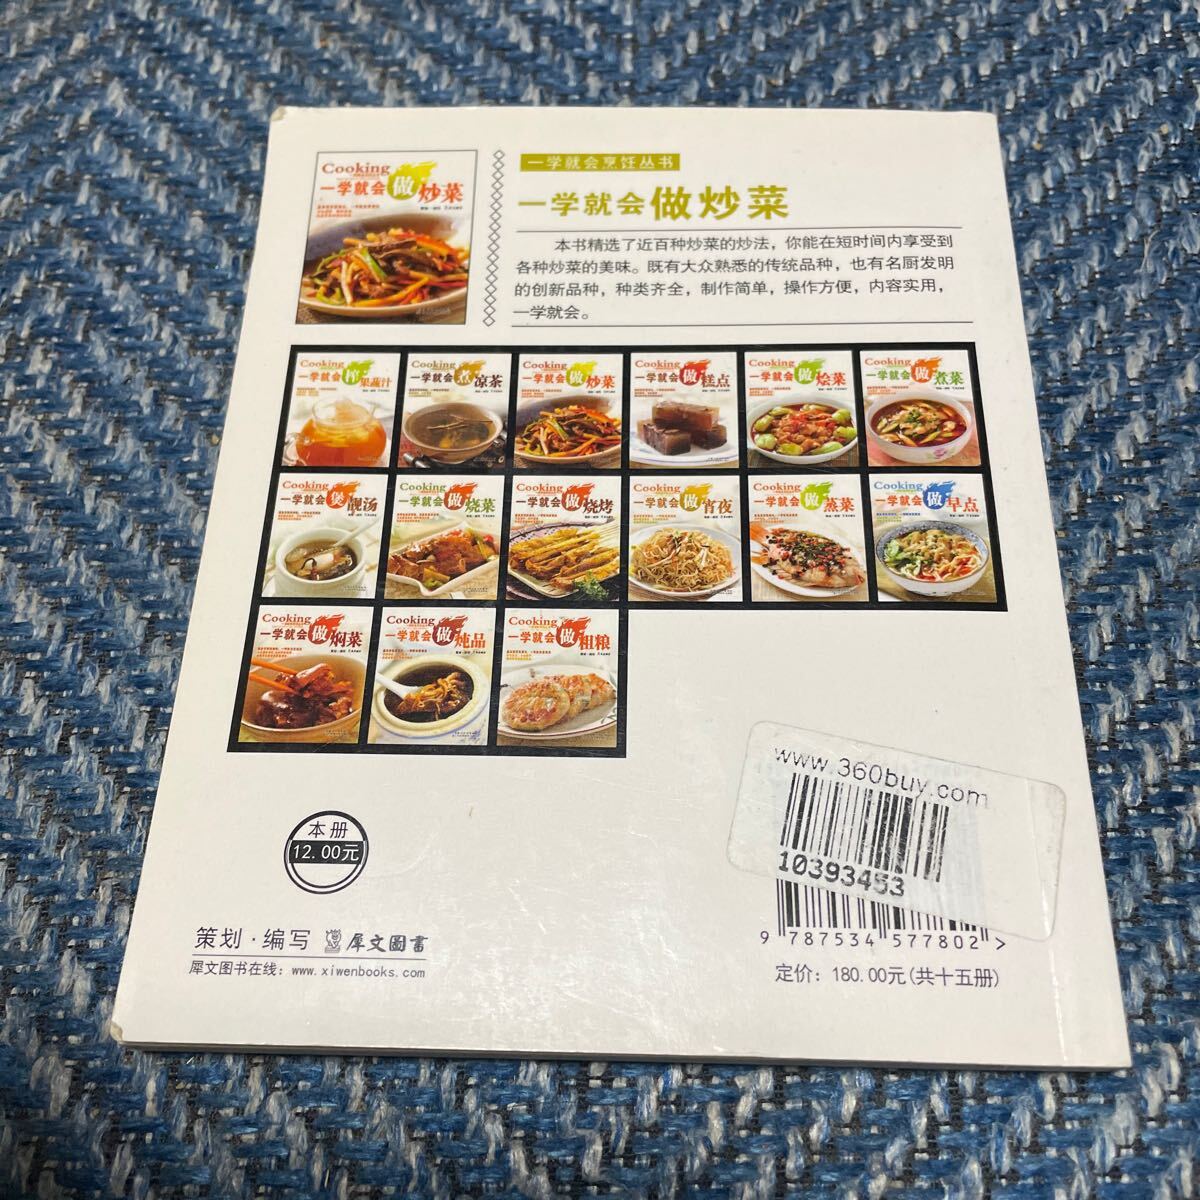 Cooking
一学就会做炒菜
一学就会烹饪丛书
一学就会做炒菜
本书精选了近百种炒菜的炒法，你能在短时间内享受到
各种炒菜的美味。既有大众熟悉的传统品种，也有名厨发明
的创新品种，种类齐全，制作简单，操作方便，内容实用，
一学就会。
Cooking
一学就会榨果蔬汁
Cooking
一学就会煮凉茶
Cooking
一学就会做炒菜
Cooking
一学就会做糕点
Cooking
一学就会做烩菜
Cooking
一学就会做煮菜
Cooking
一学就会煲靓汤
Cooking
一学就会做烧菜
Cooking
一学就会做烧烤
Cooking
一学就会做宵夜
Cooking
一学就会做蒸菜
Cooking
一学就会做早点
Cooking
一学就会做焖菜
Cooking
一学就会做炖品
Cooking
一学就会做粗粮
本册
12.00元
www.360buy.com
10393453
9 787534 577802 >
定价：180.00元(共十五册)
策划·编写 犀文圖書
犀文图书在线：www.xiwenbooks.com